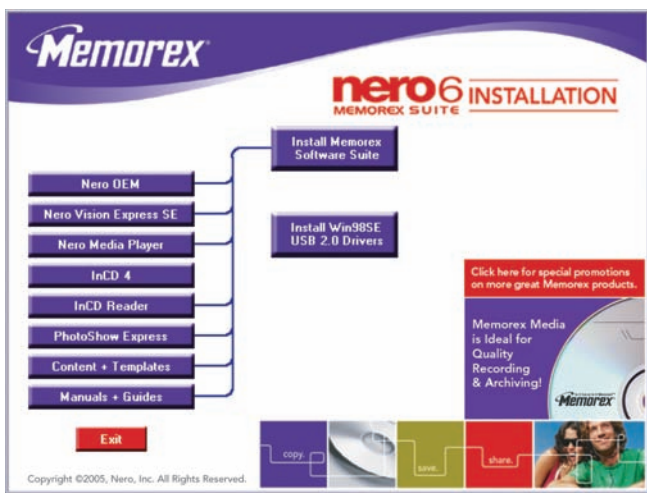 Memorex
nero 6
MEMOREX SUITE
INSTALLATION
Install Memorex
Software Suite
Nero OEM
Nero Vision Express SE
Nero Media Player
InCD 4
InCD Reader
PhotoShow Express
Content + Templates
Manuals + Guides
Install Win98SE
USB 2.0 Drivers
Click here for special promotions
on more great Memorex products.
Memorex Media
is Ideal for
Quality
Recording
& Archiving!
Memorex
Exit
copy.
save.
share.
Copyright ©2005, Nero, Inc. All Rights Reserved.